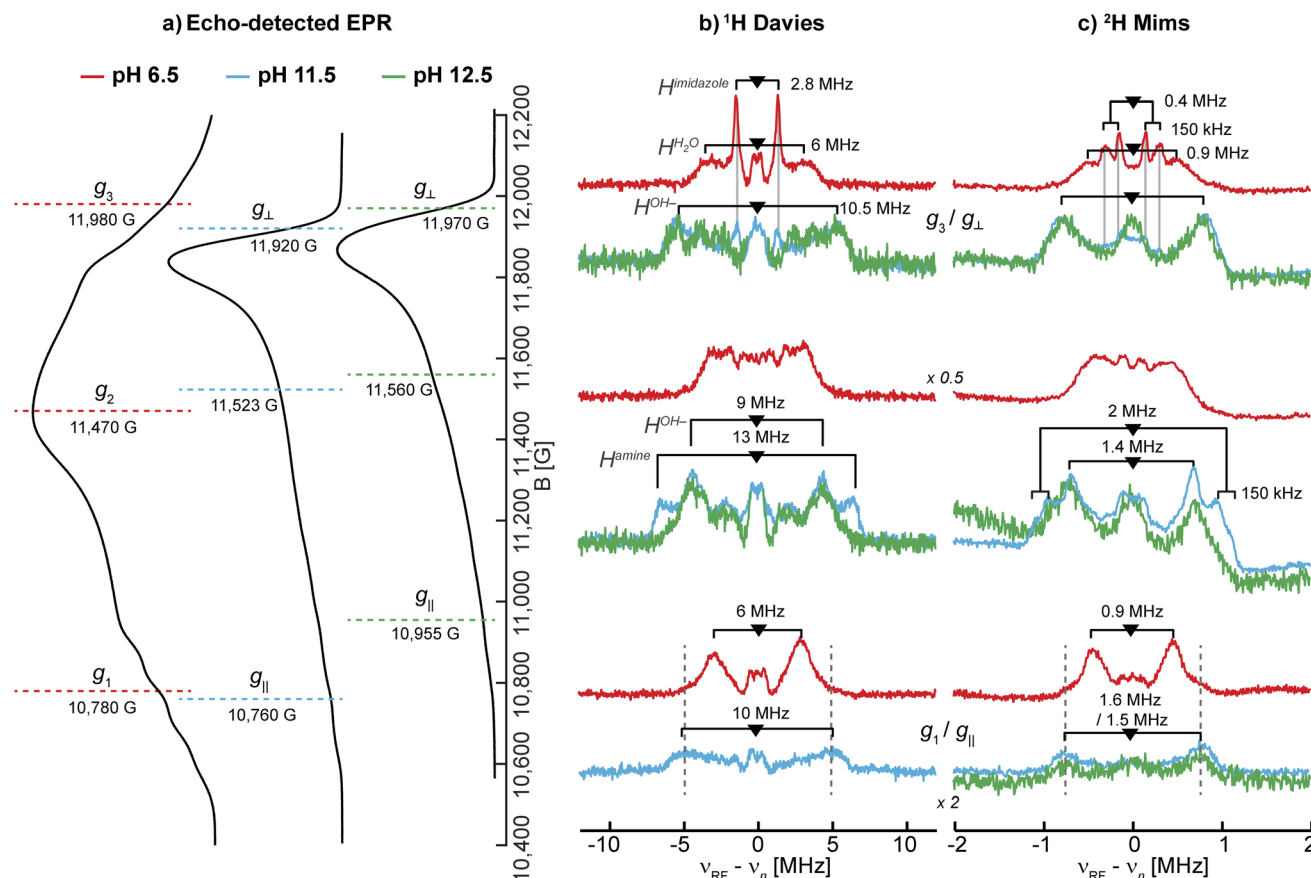 a) Echo-detected EPR
b) ¹H Davies
c) ²H Mims
pH 6.5
pH 11.5
pH 12.5
g3
11,980 G
g2
11,470 G
g1
10,780 G
g⊥
11,920 G
11,523 G
g||
10,760 G
g⊥
11,970 G
11,560 G
g||
10,955 G
12,200
12,000
11,800
11,600
11,400
11,200
11,000
10,800
10,600
10,400
B [G]
H^imidazole
2.8 MHz
H^H2O
6 MHz
H^OH–
10.5 MHz
H^OH–
9 MHz
13 MHz
H^amine
6 MHz
10 MHz
-10
-5
0
5
10
νRF - νn [MHz]
g3 / g⊥
x 0.5
g1 / g||
x 2
0.4 MHz
150 kHz
0.9 MHz
2 MHz
1.4 MHz
150 kHz
0.9 MHz
1.6 MHz
/ 1.5 MHz
-2
-1
0
1
2
νRF - νn [MHz]